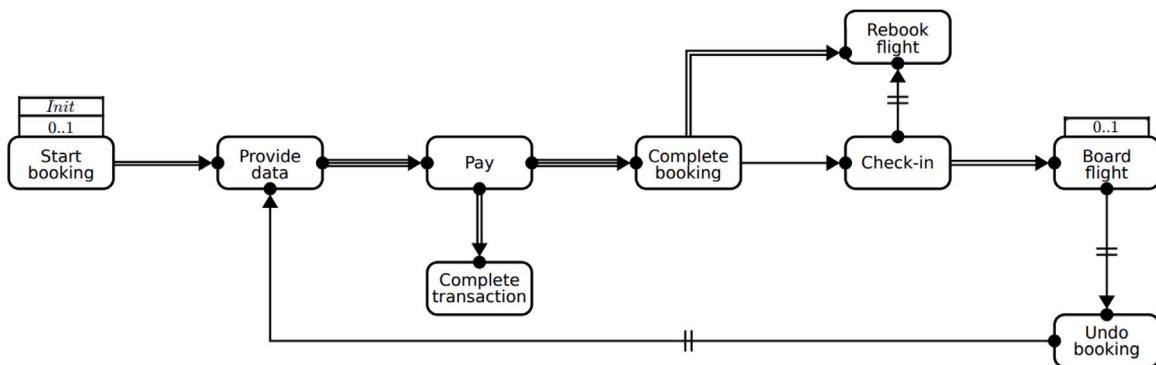 Rebook
flight
Init
0..1
Start
booking
Provide
data
Pay
Complete
booking
Check-in
0..1
Board
flight
Complete
transaction
Undo
booking